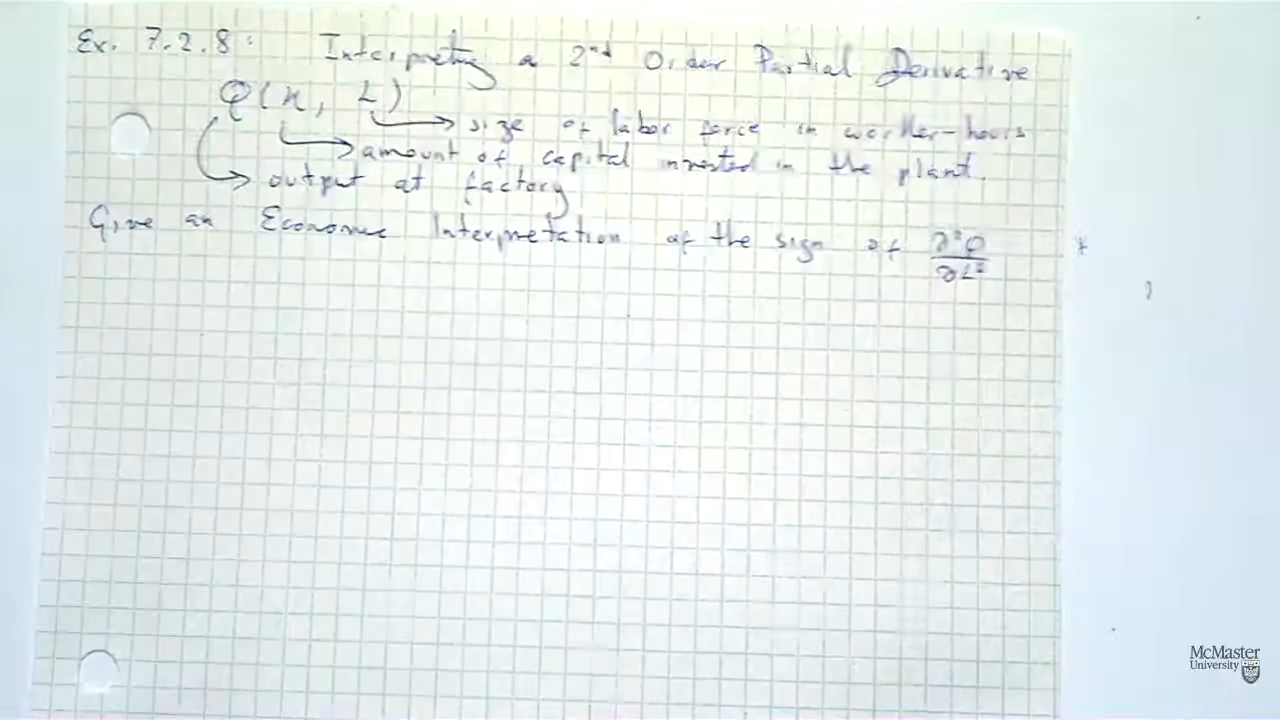 Ex. 7.2.8: Interpreting a 2nd Order Partial Derivative
Q(K, L)
size of labor force in worker-hours
amount of capital invested in the plant.
output at factory
Give an Economic Interpretation of the sign of ∂²Q/∂L²
McMaster
University